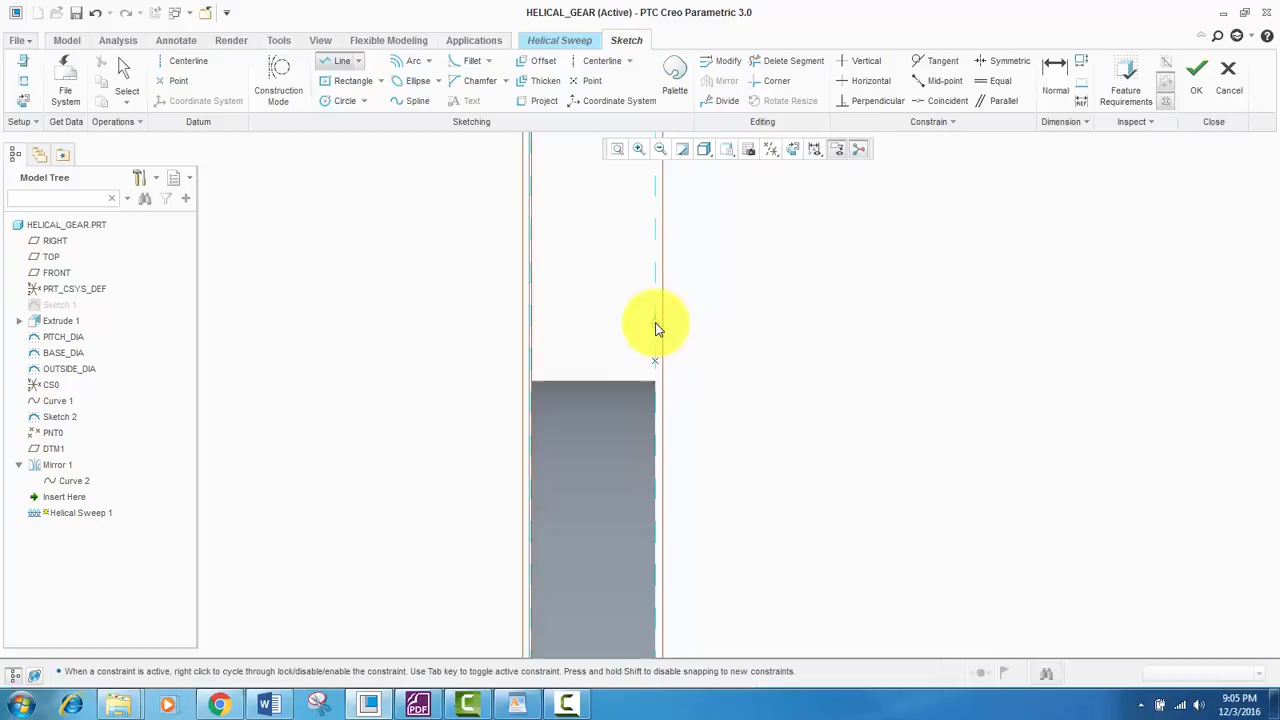 HELICAL_GEAR (Active) - PTC Creo Parametric 3.0
File Model Analysis Annotate Render Tools View Flexible Modeling Applications Helical Sweep Sketch
Centerline Line Arc Fillet Offset Centerline Modify Delete Segment Vertical Tangent Symmetric
Point Rectangle Ellipse Chamfer Thicken Point Mirror Corner Horizontal Mid-point Equal
Coordinate System Circle Spline Text Project Coordinate System Divide Rotate Resize Perpendicular Coincident Parallel
File System Select Construction Mode Palette Normal Feature Requirements OK Cancel
Setup Get Data Operations Datum Sketching Editing Constrain Dimension Inspect Close
Model Tree
HELICAL_GEAR.PRT
RIGHT
TOP
FRONT
PRT_CSYS_DEF
Sketch 1
Extrude 1
PITCH_DIA
BASE_DIA
OUTSIDE_DIA
CS0
Curve 1
Sketch 2
PNT0
DTM1
Mirror 1
Curve 2
Insert Here
Helical Sweep 1
• When a constraint is active, right click to cycle through lock/disable/enable the constraint. Use Tab key to toggle active constraint. Press and hold Shift to disable snapping to new constraints.
9:05 PM
12/3/2016